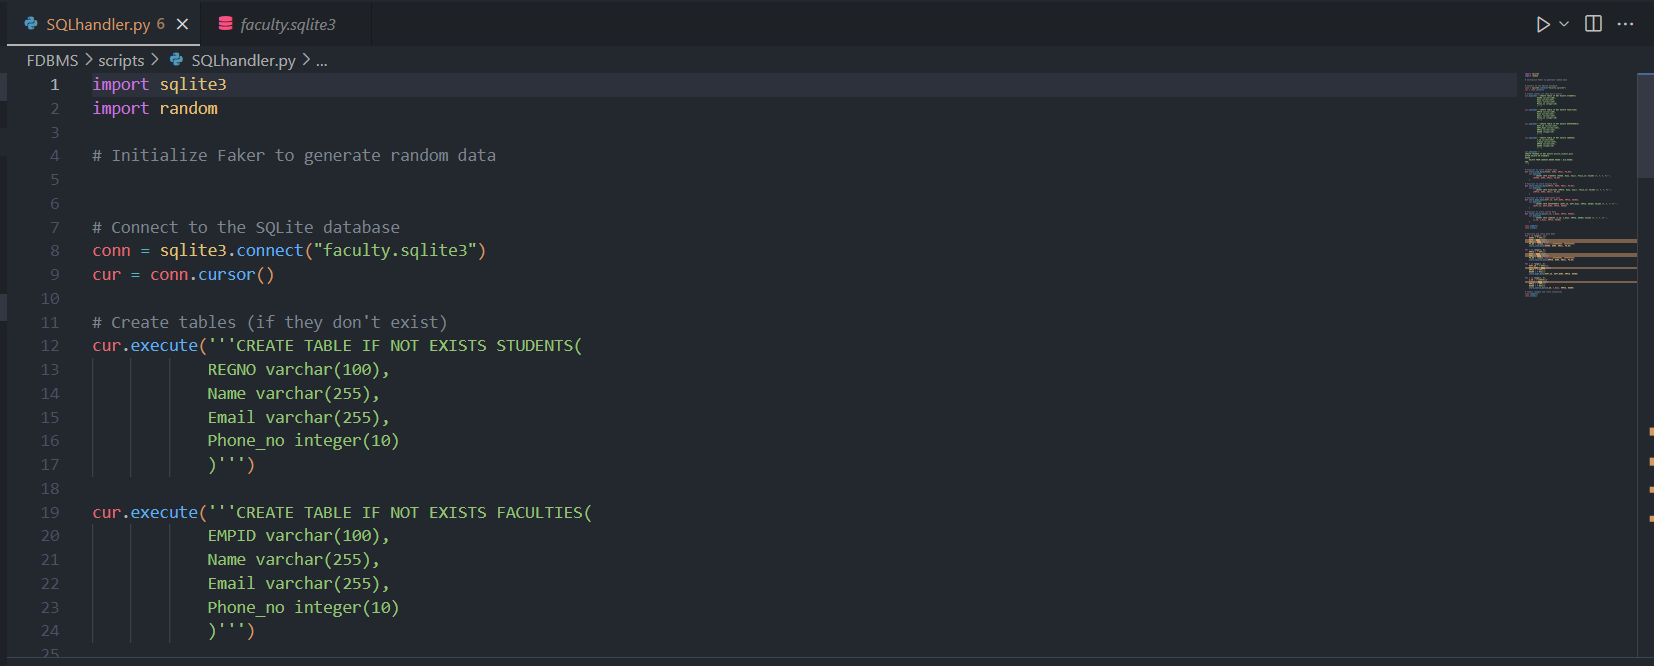 SQLhandler.py 6
faculty.sqlite3
FDBMS > scripts > SQLhandler.py > ...
1 import sqlite3
2 import random
3
4 # Initialize Faker to generate random data
5
6
7 # Connect to the SQLite database
8 conn = sqlite3.connect("faculty.sqlite3")
9 cur = conn.cursor()
10
11 # Create tables (if they don't exist)
12 cur.execute('''CREATE TABLE IF NOT EXISTS STUDENTS(
13 REGNO varchar(100),
14 Name varchar(255),
15 Email varchar(255),
16 Phone_no integer(10)
17 )''')
18
19 cur.execute('''CREATE TABLE IF NOT EXISTS FACULTIES(
20 EMPID varchar(100),
21 Name varchar(255),
22 Email varchar(255),
23 Phone_no integer(10)
24 )''')
25